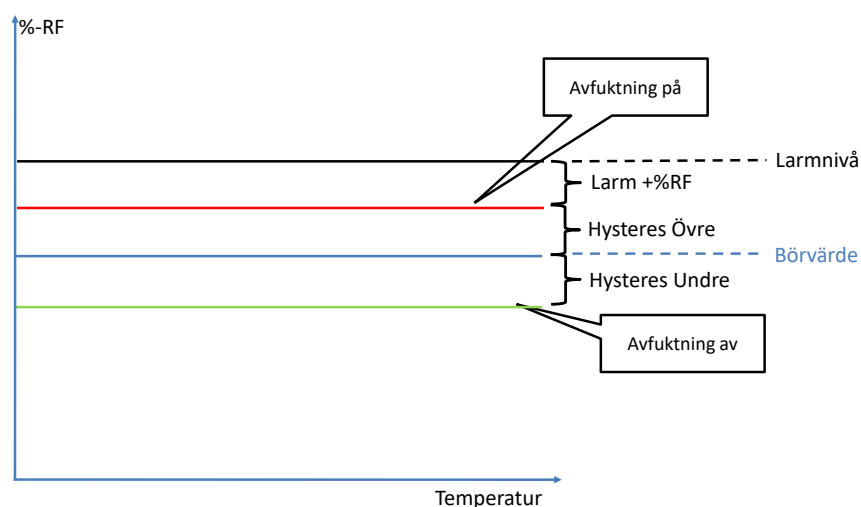 %-RF
Avfuktning på
Larmnivå
Larm +%RF
Hysteres Övre
Börvärde
Hysteres Undre
Avfuktning av
Temperatur